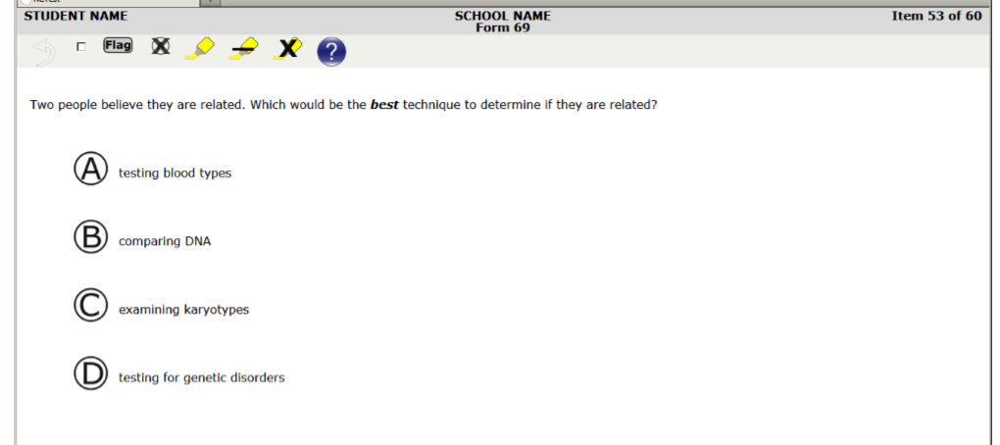 STUDENT NAME SCHOOL NAME Item 53 of 60
Form 69
Flag X X ?
Two people believe they are related. Which would be the best technique to determine if they are related?
A testing blood types
B comparing DNA
C examining karyotypes
D testing for genetic disorders